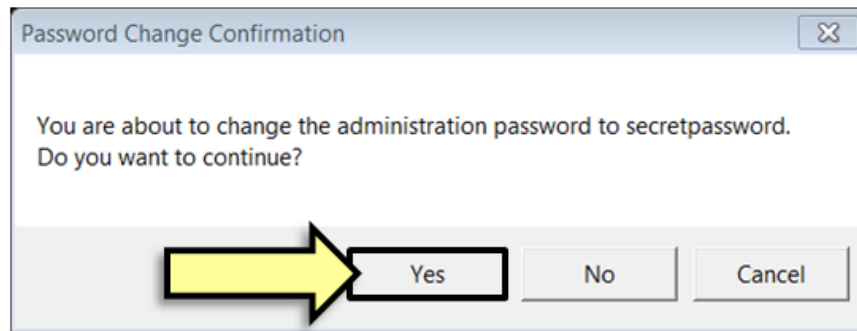 Password Change Confirmation
You are about to change the administration password to secretpassword.
Do you want to continue?
Yes No Cancel